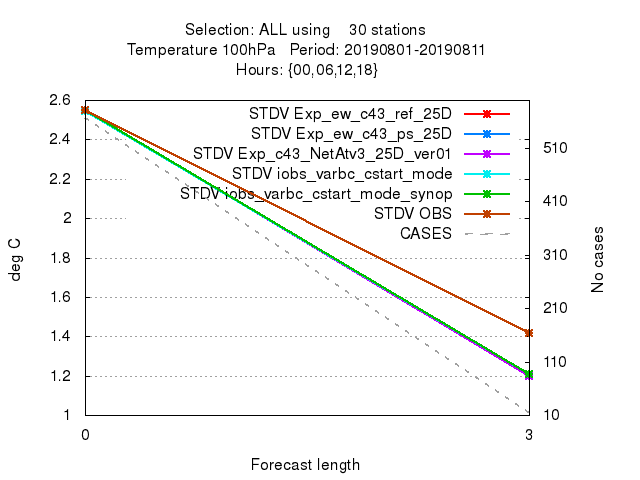 Selection: ALL using 30 stations
Temperature 100hPa Period: 20190801-20190811
Hours: {00,06,12,18}
2.6
STDV Exp_ew_c43_ref_25D
2.4
STDV Exp_ew_c43_ps_25D
510
STDV Exp_c43_NetAtv3_25D_ver01
2.2
STDV iobs_varbc_cstart_mode
STDV iobs_varbc_cstart_mode_synop
410
2
STDV OBS
CASES
deg C
No cases
1.8
310
1.6
210
1.4
110
1.2
1
10
0
3
Forecast length